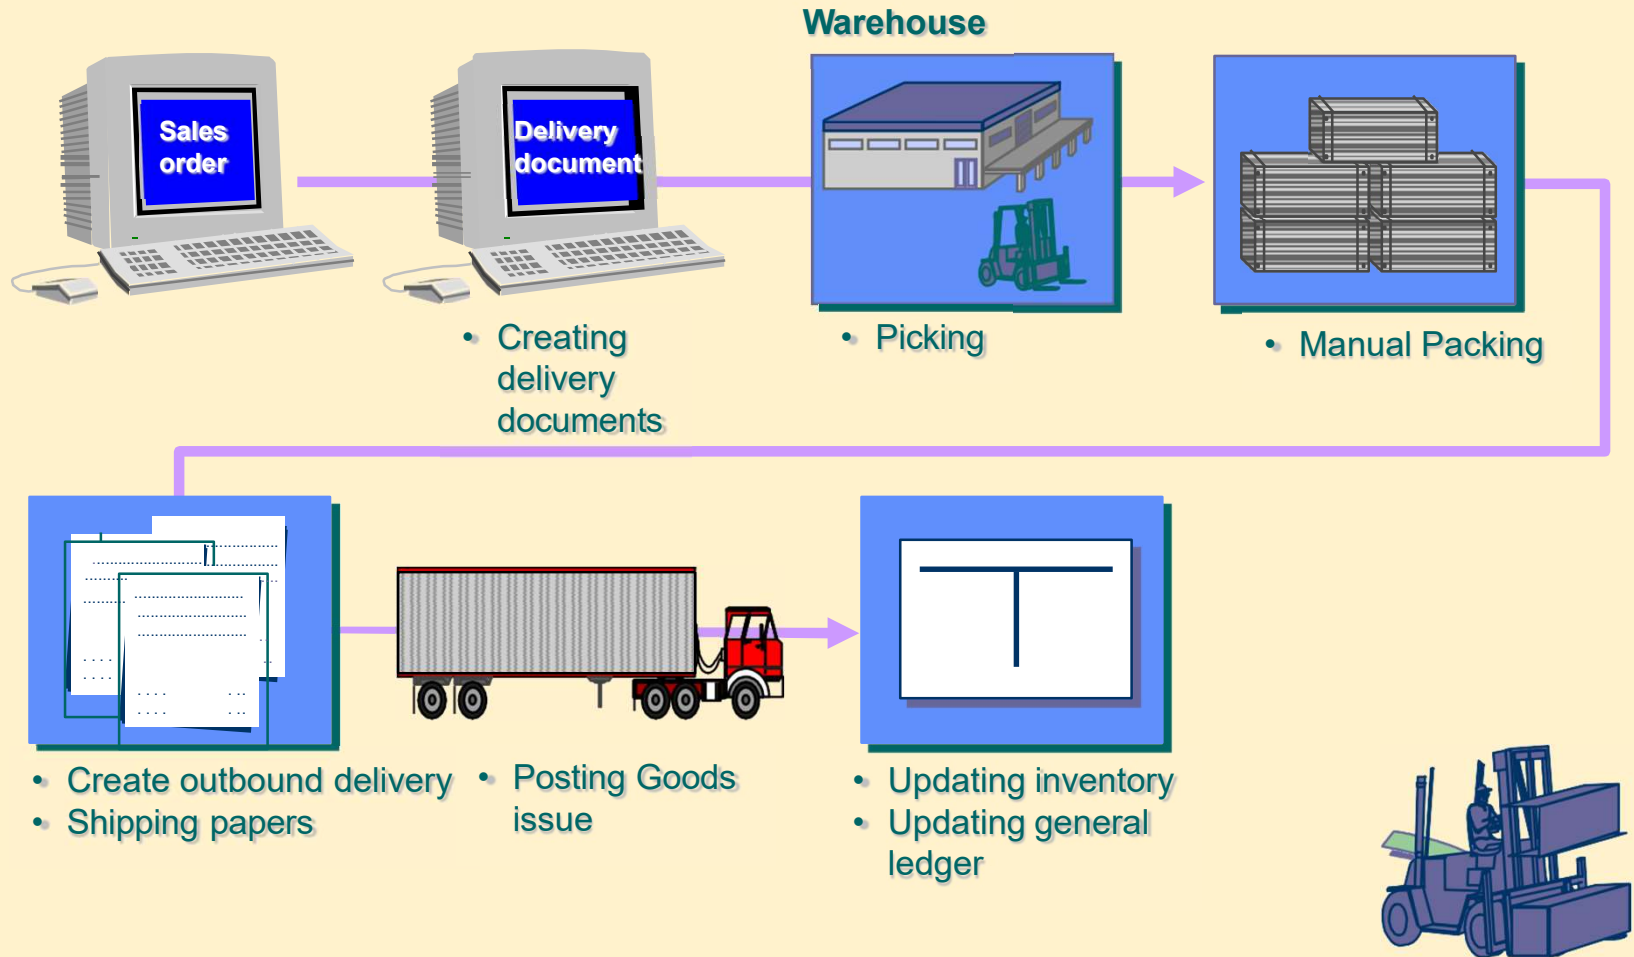 Warehouse
Sales
order
Delivery
document
• Creating
delivery
documents
• Picking
• Manual Packing
• Create outbound delivery
• Shipping papers
• Posting Goods
issue
• Updating inventory
• Updating general
ledger